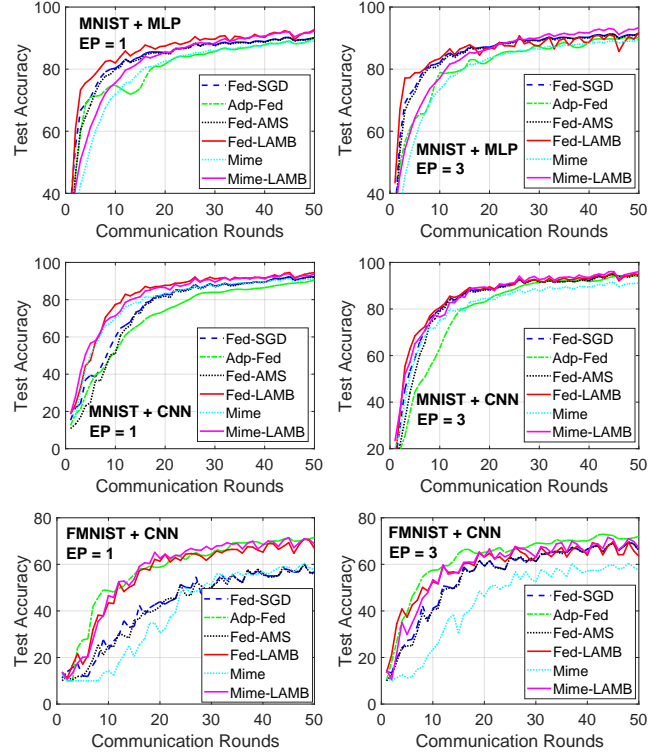 MNIST + MLP
EP = 1
Test Accuracy
100
80
60
40
Fed-SGD
Adp-Fed
Fed-AMS
Fed-LAMB
Mime
Mime-LAMB
0 10 20 30 40 50
Communication Rounds
Test Accuracy
100
80
60
40
Fed-SGD
Adp-Fed
Fed-AMS
Fed-LAMB
Mime
Mime-LAMB
MNIST + MLP
EP = 3
0 10 20 30 40 50
Communication Rounds
Test Accuracy
100
80
60
40
20
0
Fed-SGD
Adp-Fed
Fed-AMS
Fed-LAMB
Mime
Mime-LAMB
MNIST + CNN
EP = 1
0 10 20 30 40 50
Communication Rounds
Test Accuracy
100
80
60
40
20
Fed-SGD
Adp-Fed
Fed-AMS
Fed-LAMB
Mime
Mime-LAMB
MNIST + CNN
EP = 3
0 10 20 30 40 50
Communication Rounds
FMNIST + CNN
EP = 1
Test Accuracy
80
60
40
20
0
Fed-SGD
Adp-Fed
Fed-AMS
Fed-LAMB
Mime
Mime-LAMB
0 10 20 30 40 50
Communication Rounds
FMNIST + CNN
EP = 3
Test Accuracy
80
60
40
20
0
Fed-SGD
Adp-Fed
Fed-AMS
Fed-LAMB
Mime
Mime-LAMB
0 10 20 30 40 50
Communication Rounds